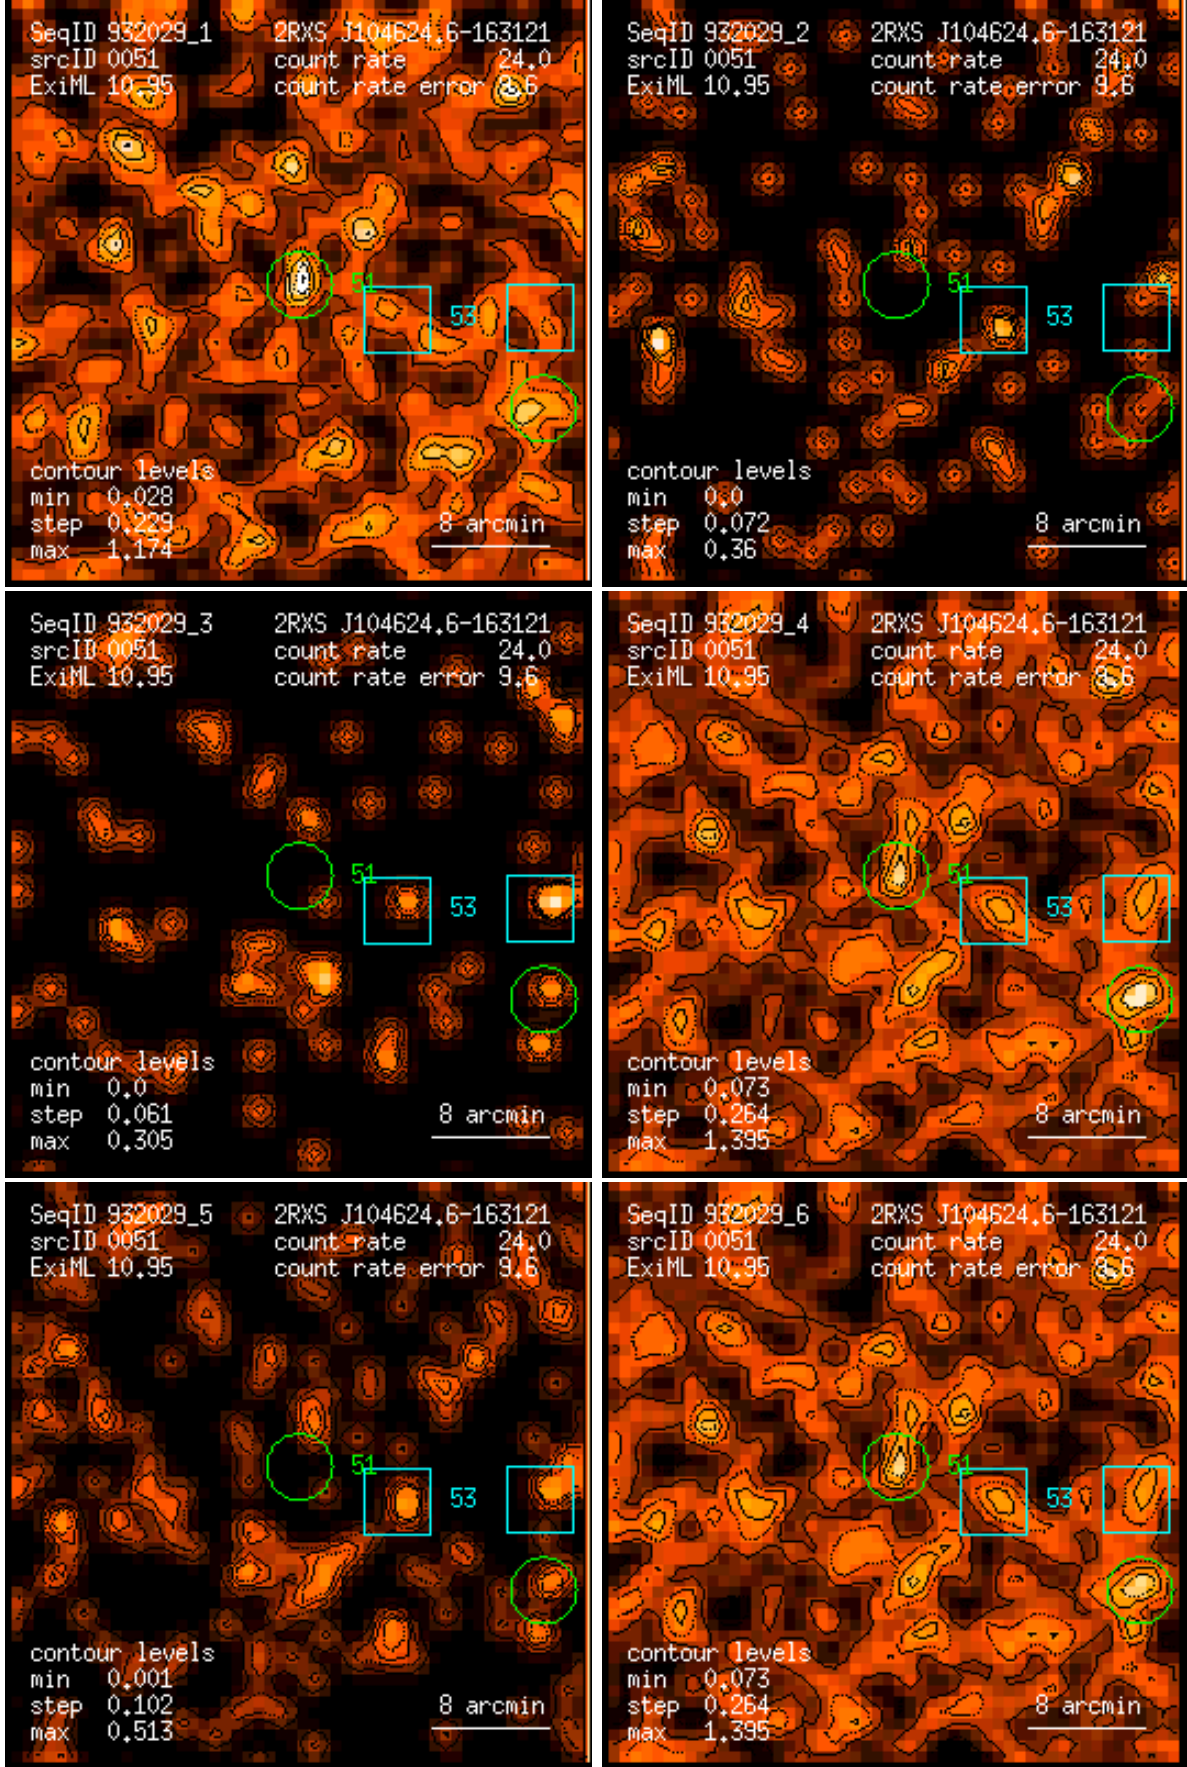 SeqID 932029_1 2RXS J104624.6-163121
srcID 0051 count rate 24.0
ExiML 10.95 count rate error 9.6
51
53
contour levels
min 0.028
step 0.229
max 1.174
8 arcmin
SeqID 932029_2 2RXS J104624.6-163121
srcID 0051 count rate 24.0
ExiML 10.95 count rate error 9.6
51
53
contour levels
min 0.0
step 0.072
max 0.36
8 arcmin
SeqID 932029_3 2RXS J104624.6-163121
srcID 0051 count rate 24.0
ExiML 10.95 count rate error 9.6
51
53
contour levels
min 0.0
step 0.061
max 0.305
8 arcmin
SeqID 932029_4 2RXS J104624.6-163121
srcID 0051 count rate 24.0
ExiML 10.95 count rate error 9.6
51
53
contour levels
min 0.073
step 0.264
max 1.395
8 arcmin
SeqID 932029_5 2RXS J104624.6-163121
srcID 0051 count rate 24.0
ExiML 10.95 count rate error 9.6
51
53
contour levels
min 0.001
step 0.102
max 0.513
8 arcmin
SeqID 932029_6 2RXS J104624.6-163121
srcID 0051 count rate 24.0
ExiML 10.95 count rate error 9.6
51
53
contour levels
min 0.073
step 0.264
max 1.395
8 arcmin